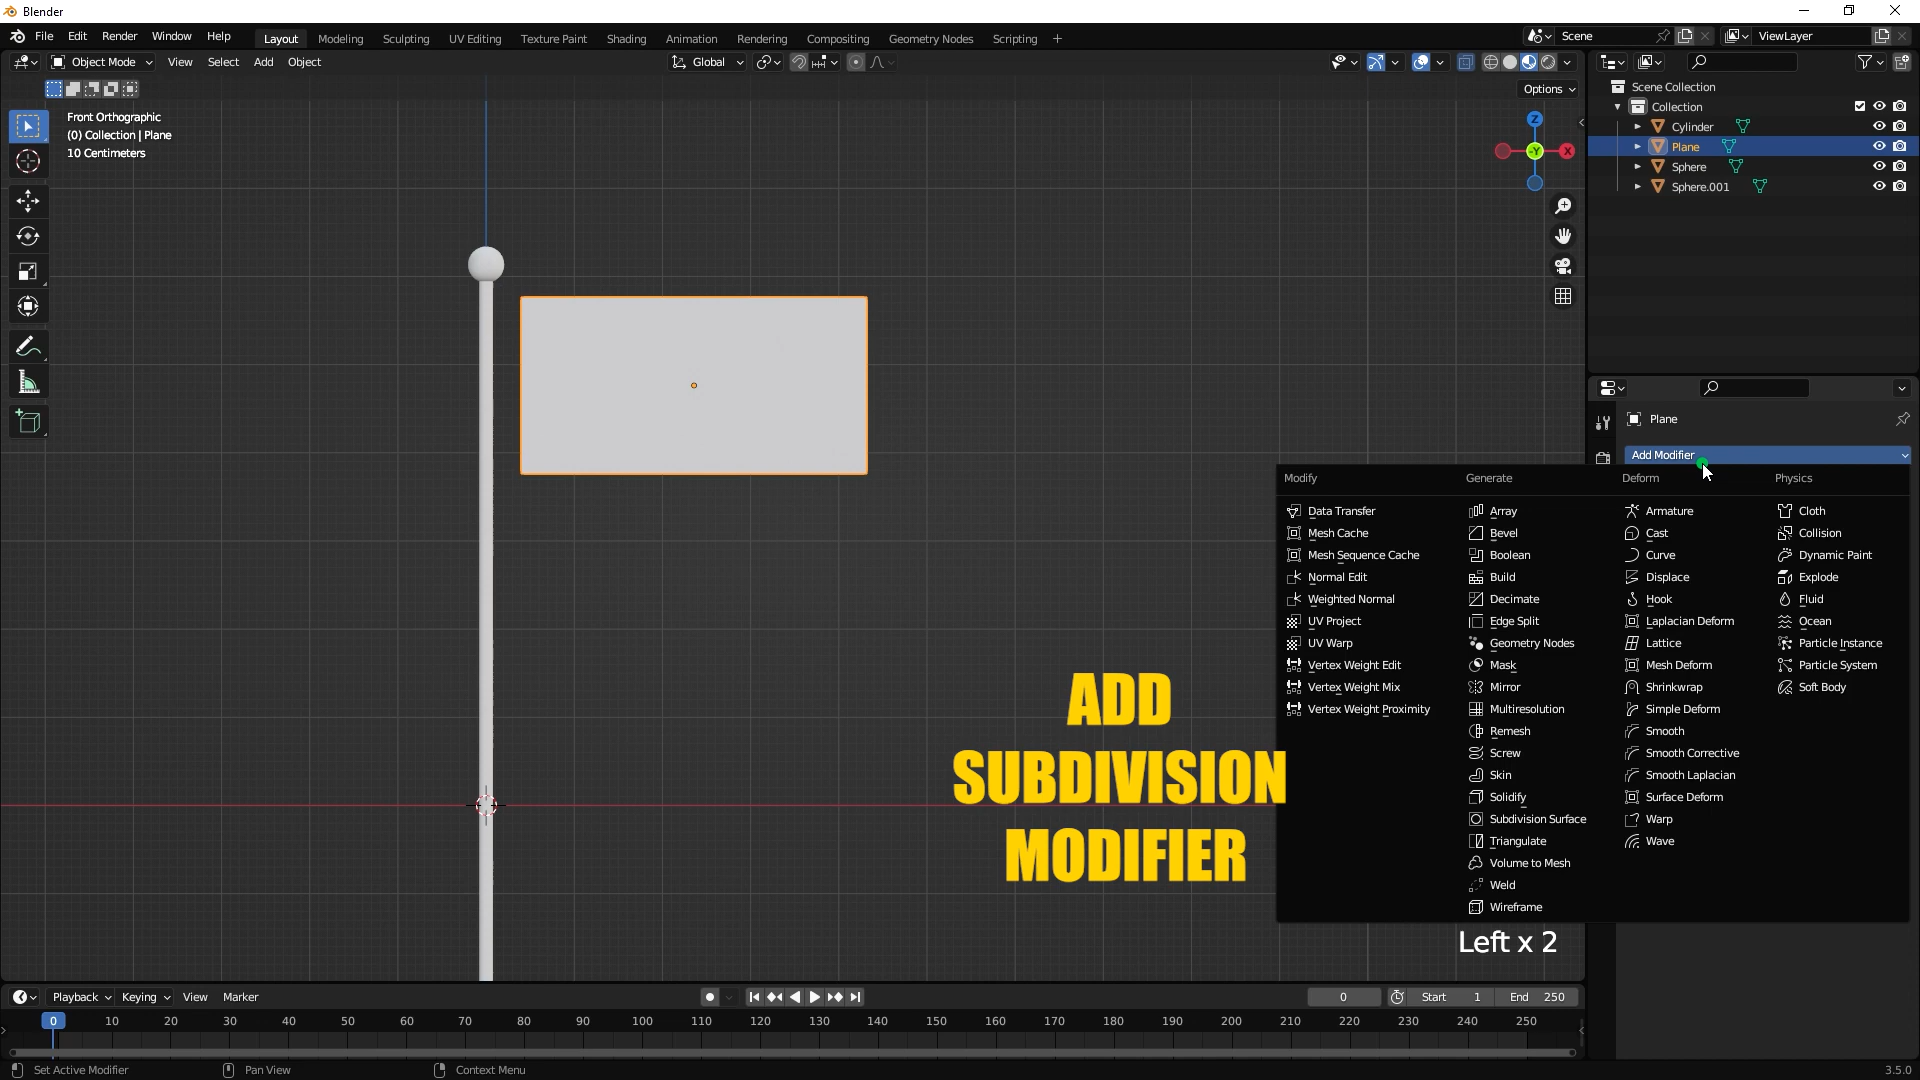 Blender
File Edit Render Window Help
Layout Modeling Sculpting UV Editing Texture Paint Shading Animation Rendering Compositing Geometry Nodes Scripting +
Scene
ViewLayer
Object Mode View Select Add Object
Global
Options
Front Orthographic
(0) Collection | Plane
10 Centimeters
Z
-Y
X
Scene Collection
Collection
Cylinder
Plane
Sphere
Sphere.001
Plane
Add Modifier
Modify
Data Transfer
Mesh Cache
Mesh Sequence Cache
Normal Edit
Weighted Normal
UV Project
UV Warp
Vertex Weight Edit
Vertex Weight Mix
Vertex Weight Proximity
Generate
Array
Bevel
Boolean
Build
Decimate
Edge Split
Geometry Nodes
Mask
Mirror
Multiresolution
Remesh
Screw
Skin
Solidify
Subdivision Surface
Triangulate
Volume to Mesh
Weld
Wireframe
Deform
Armature
Cast
Curve
Displace
Hook
Laplacian Deform
Lattice
Mesh Deform
Shrinkwrap
Simple Deform
Smooth
Smooth Corrective
Smooth Laplacian
Surface Deform
Warp
Wave
Physics
Cloth
Collision
Dynamic Paint
Explode
Fluid
Ocean
Particle Instance
Particle System
Soft Body
ADD
SUBDIVISION
MODIFIER
Left x 2
Playback Keying View Marker
0
Start 1
End 250
0 10 20 30 40 50 60 70 80 90 100 110 120 130 140 150 160 170 180 190 200 210 220 230 240 250
Set Active Modifier
Pan View
Context Menu
3.5.0